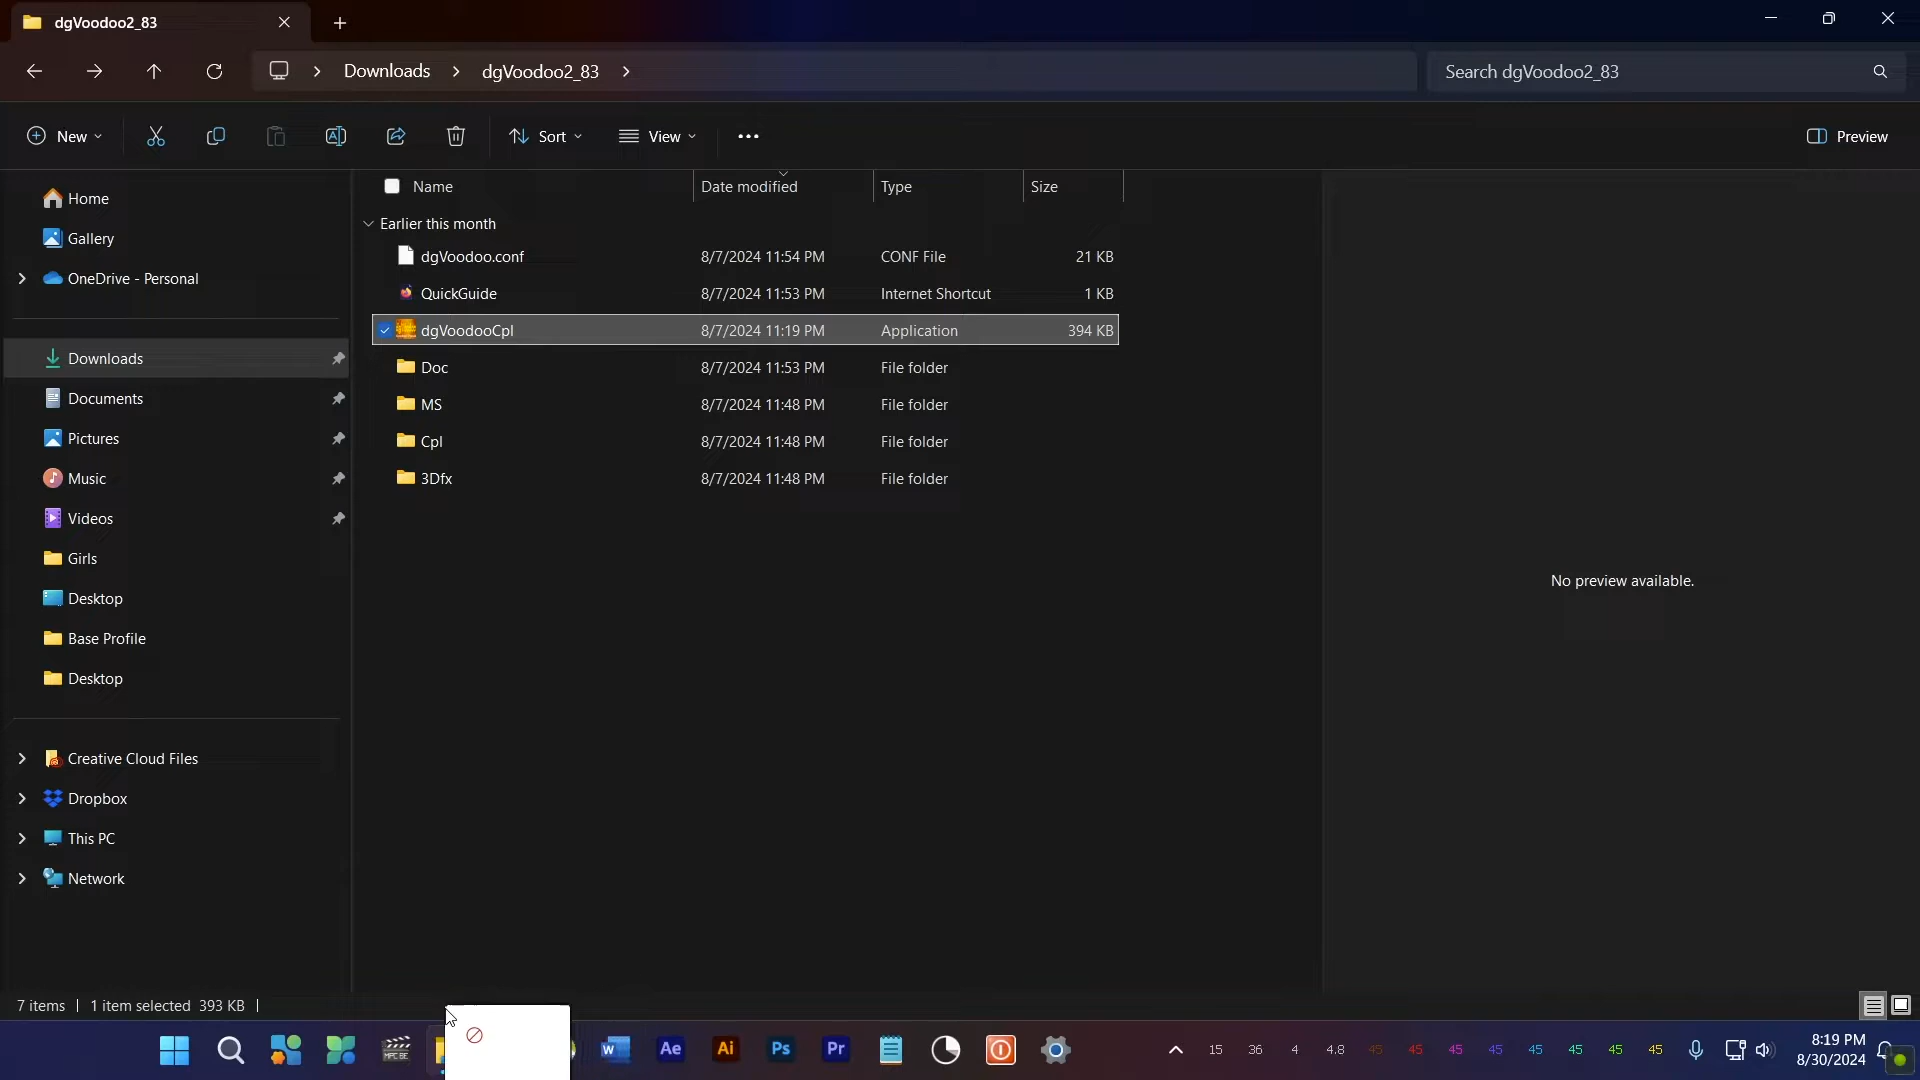 dgVoodoo2_83
Downloads
dgVoodoo2_83
Search dgVoodoo2_83
New
Sort
View
Preview
Name
Date modified
Type
Size
Earlier this month
dgVoodoo.conf 8/7/2024 11:54 PM CONF File 21 KB
QuickGuide 8/7/2024 11:53 PM Internet Shortcut 1 KB
dgVoodooCpl 8/7/2024 11:19 PM Application 394 KB
Doc 8/7/2024 11:53 PM File folder
MS 8/7/2024 11:48 PM File folder
Cpl 8/7/2024 11:48 PM File folder
3Dfx 8/7/2024 11:48 PM File folder
Home
Gallery
OneDrive - Personal
Downloads
Documents
Pictures
Music
Videos
Girls
Desktop
Base Profile
Desktop
Creative Cloud Files
Dropbox
This PC
Network
No preview available.
7 items
1 item selected 393 KB
MPC BE
W
Ae
Ai
Ps
Pr
15 36 4 4.8 45 45 45 45 45 45 45 45
8:19 PM
8/30/2024